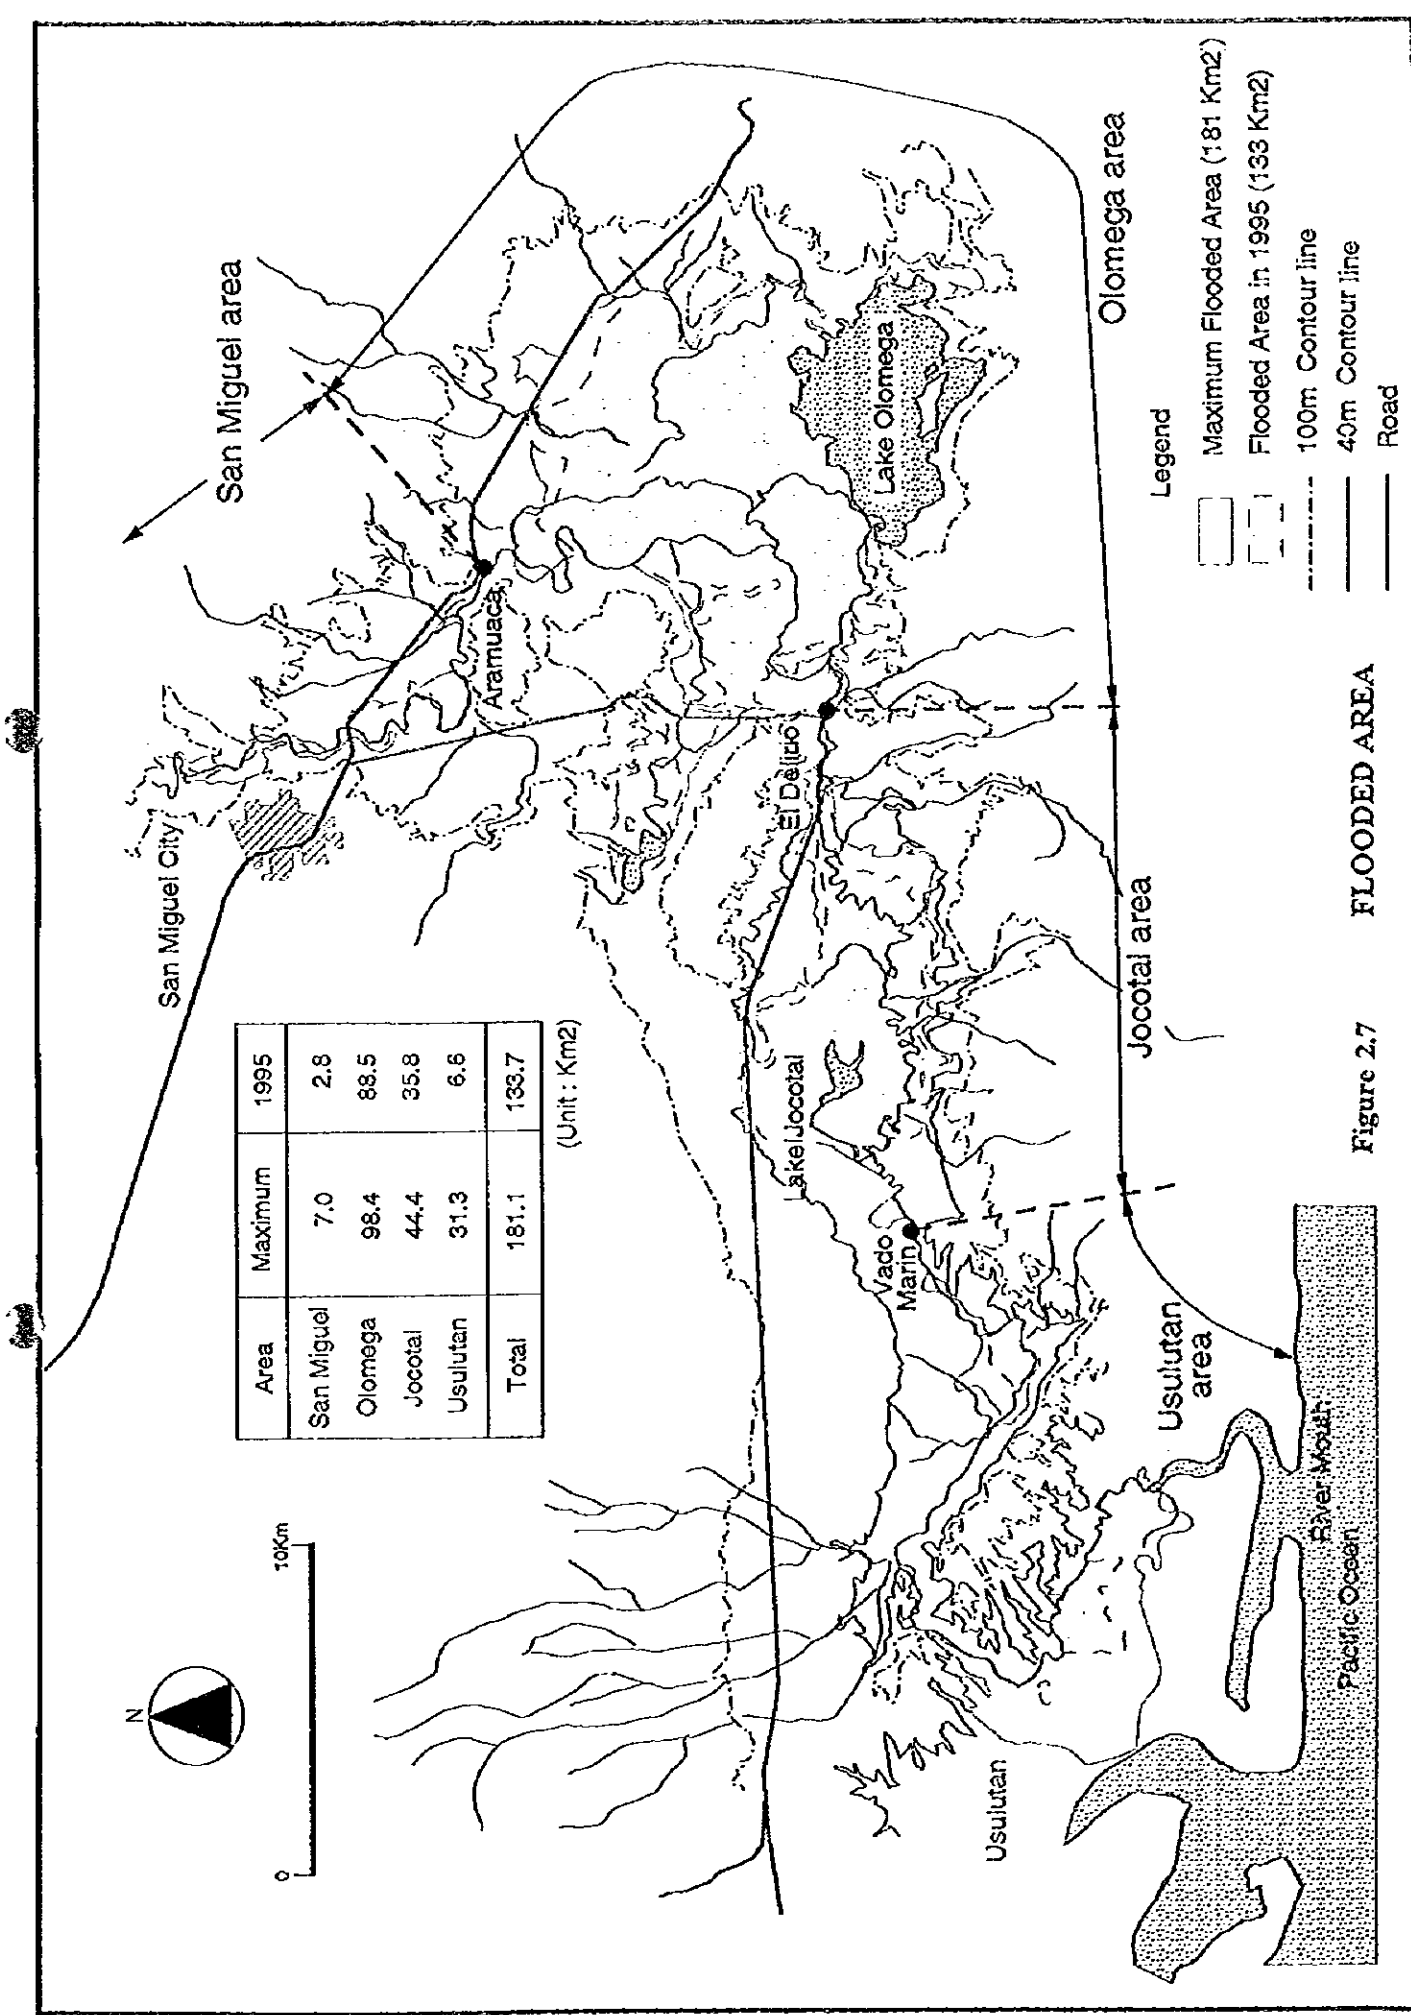 N
0 10Km
Area Maximum 1995
San Miguel 7.0 2.8
Olomega 98.4 88.5
Jocotal 44.4 35.8
Usulutan 31.3 6.6
Total 181.1 133.7
(Unit : Km2)
San Miguel City
San Miguel area
Aramuaca
El Delirio
Lake Olomega
Lake Jocotal
Vado
Marin
Usulutan
Olomega area
Jocotal area
Usulutan
area
River Mouth
Pacific Ocean
Legend
Maximum Flooded Area (181 Km2)
Flooded Area in 1995 (133 Km2)
100m Contour line
40m Contour line
Road
Figure 2.7 FLOODED AREA